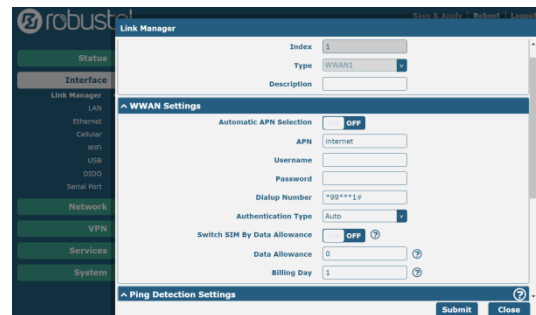 robustel
Save & Apply | Reboot | Logout
Link Manager
Index 1
Status
Type WWAN1 v
Interface
Description
Link Manager
^ WWAN Settings
LAN
Ethernet
Automatic APN Selection OFF
Cellular
APN internet
WiFi
Username
USB
Password
DIDO
Dialup Number *99***1#
Serial Port
Authentication Type Auto v
Network
Switch SIM By Data Allowance OFF ?
VPN
Data Allowance 0 ?
Services
Billing Day 1 ?
System
^ Ping Detection Settings ?
Submit Close